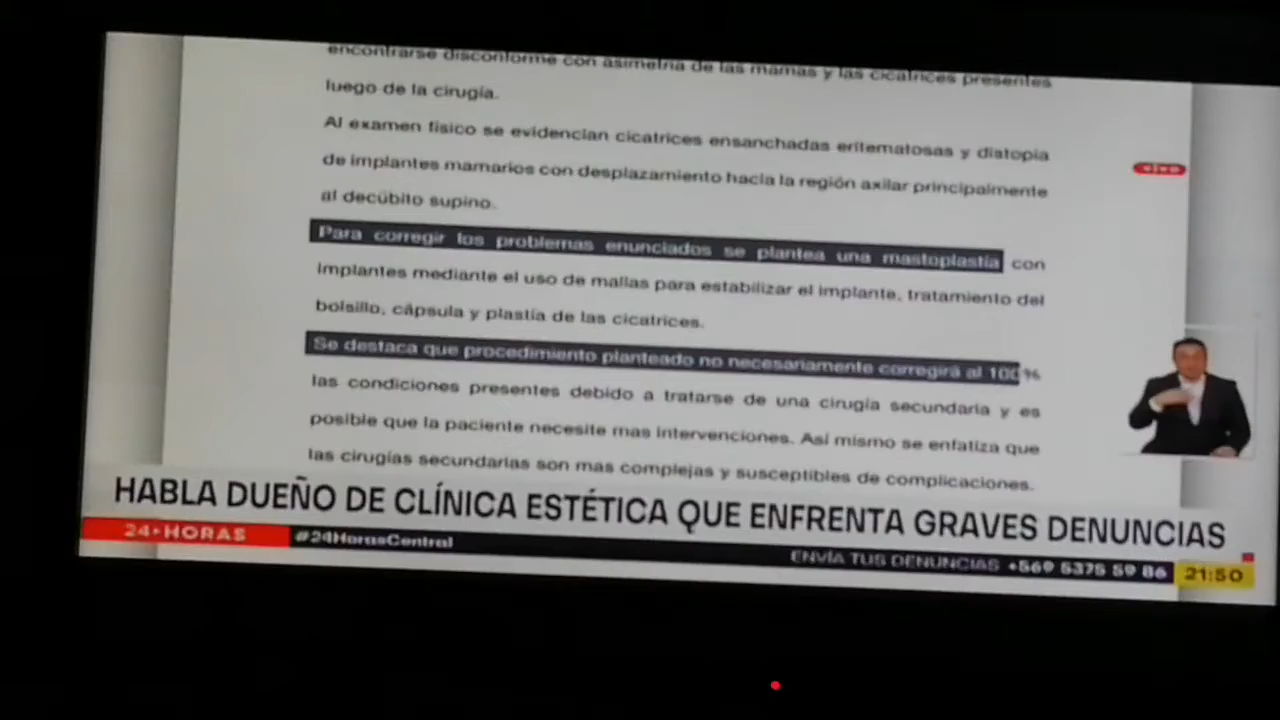 encontrarse disconforme con asimetría de las mamas y las cicatrices presentes
luego de la cirugía.
Al examen físico se evidencian cicatrices ensanchadas eritematosas y distopia
de implantes mamarios con desplazamiento hacia la región axilar principalmente
al decúbito supino.
Para corregir los problemas enunciados se plantea una mastoplastía con
implantes mediante el uso de mallas para estabilizar el implante, tratamiento del
bolsillo, cápsula y plastía de las cicatrices.
Se destaca que procedimiento planteado no necesariamente corregirá al 100%
las condiciones presentes debido a tratarse de una cirugía secundaria y es
posible que la paciente necesite mas intervenciones. Así mismo se enfatiza que
las cirugías secundarias son mas complejas y susceptibles de complicaciones.
vivo
HABLA DUEÑO DE CLÍNICA ESTÉTICA QUE ENFRENTA GRAVES DENUNCIAS
24•HORAS #24HorasCentral
ENVÍA TUS DENUNCIAS +569 5375 59 86 21:50